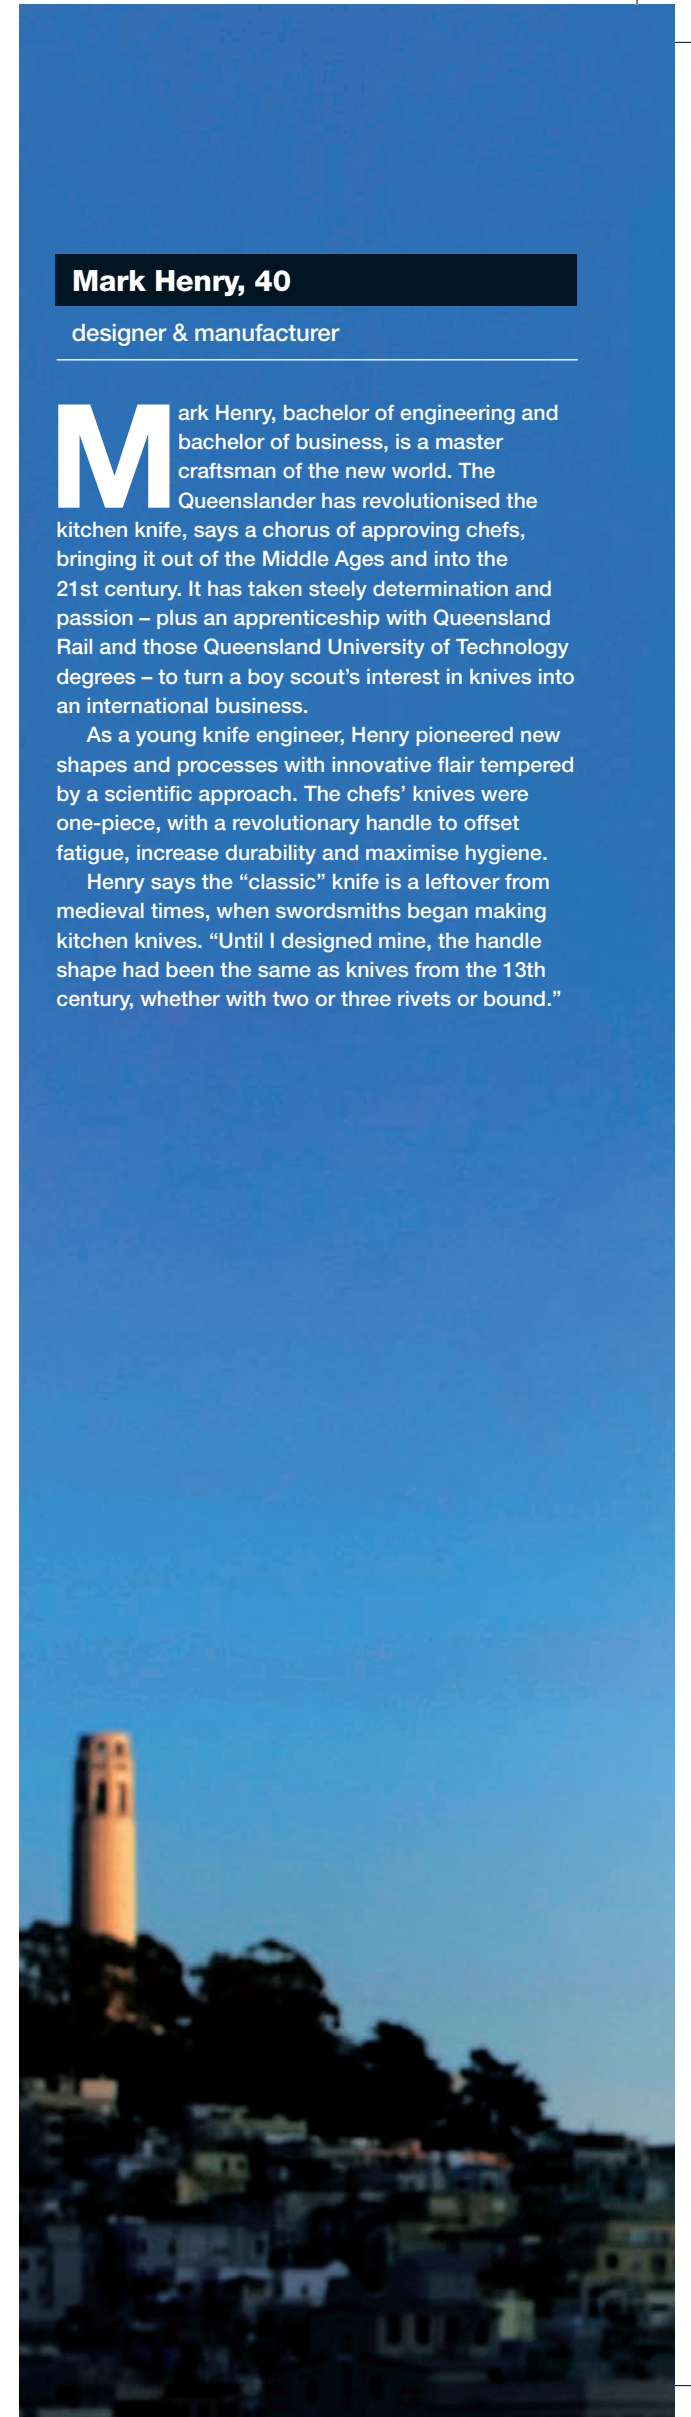 Mark Henry, 40
designer & manufacturer
Mark Henry, bachelor of engineering and
bachelor of business, is a master
craftsman of the new world. The
Queenslander has revolutionised the
kitchen knife, says a chorus of approving chefs,
bringing it out of the Middle Ages and into the
21st century. It has taken steely determination and
passion – plus an apprenticeship with Queensland
Rail and those Queensland University of Technology
degrees – to turn a boy scout’s interest in knives into
an international business.
As a young knife engineer, Henry pioneered new
shapes and processes with innovative flair tempered
by a scientific approach. The chefs’ knives were
one-piece, with a revolutionary handle to offset
fatigue, increase durability and maximise hygiene.
Henry says the “classic” knife is a leftover from
medieval times, when swordsmiths began making
kitchen knives. “Until I designed mine, the handle
shape had been the same as knives from the 13th
century, whether with two or three rivets or bound.”